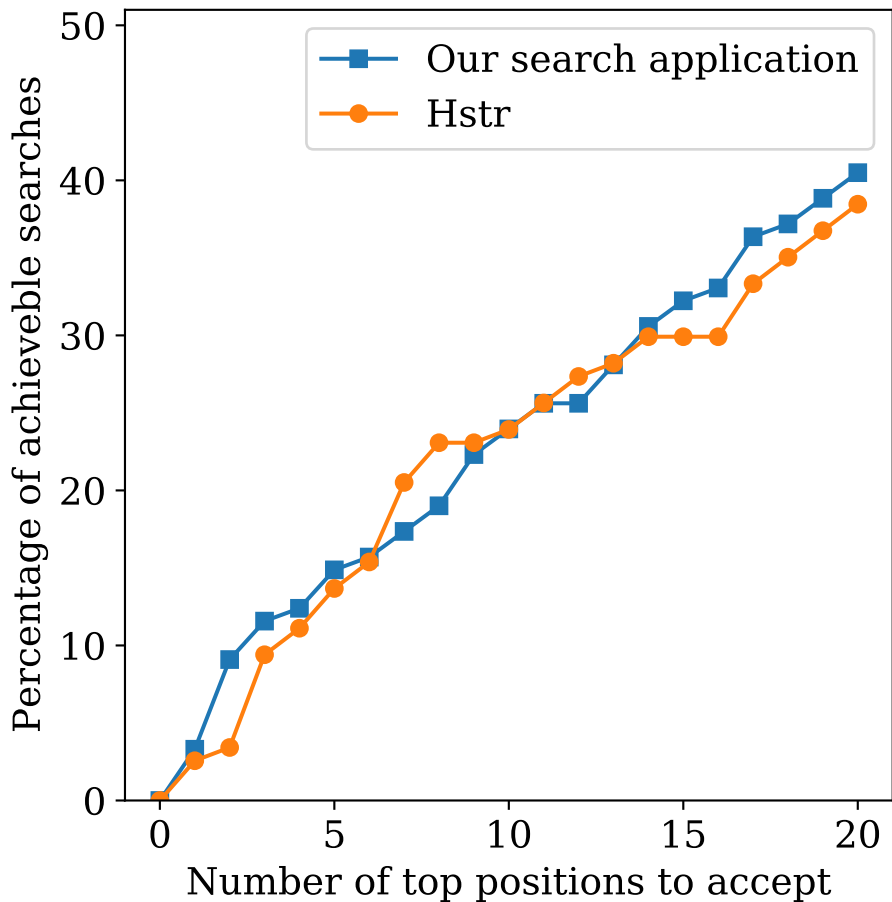 50
40
30
20
10
0
Percentage of achieveble searches
Our search application
Hstr
0 5 10 15 20
Number of top positions to accept